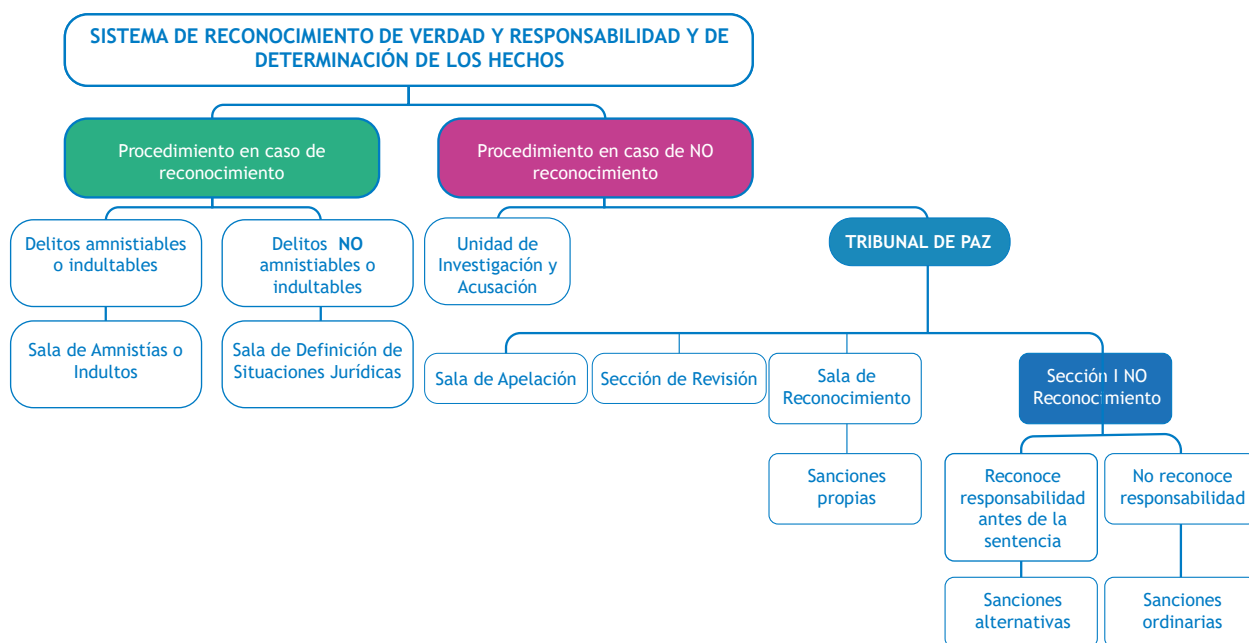 SISTEMA DE RECONOCIMIENTO DE VERDAD Y RESPONSABILIDAD Y DE
DETERMINACIÓN DE LOS HECHOS
Procedimiento en caso de
reconocimiento
Procedimiento en caso de NO
reconocimiento
Delitos amnistiables
o indultables
Delitos NO
amnistiables o
indultables
Unidad de
Investigación y
Acusación
TRIBUNAL DE PAZ
Sala de Amnistías o
Indultos
Sala de Definición de
Situaciones Jurídicas
Sala de Apelación
Sección de Revisión
Sala de
Reconocimiento
Sección I NO
Reconocimiento
Sanciones
propias
Reconoce
responsabilidad
antes de la
sentencia
No reconoce
responsabilidad
Sanciones
alternativas
Sanciones
ordinarias